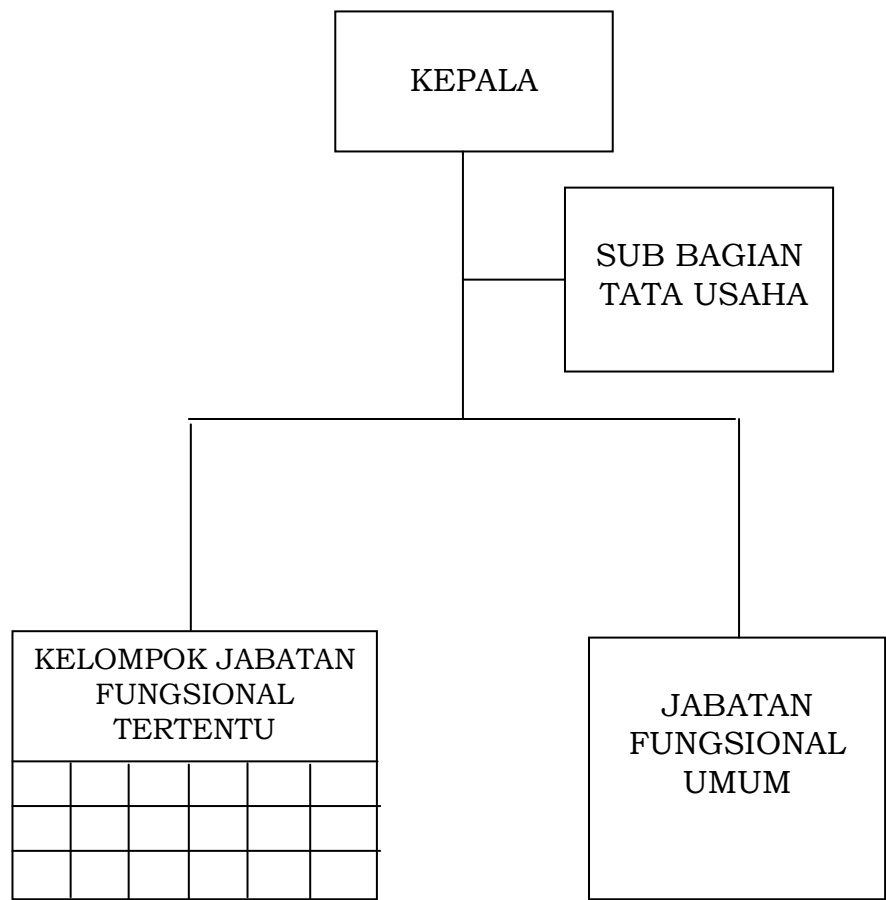 KEPALA
SUB BAGIAN
TATA USAHA
KELOMPOK JABATAN
FUNGSIONAL
TERTENTU
JABATAN
FUNGSIONAL
UMUM